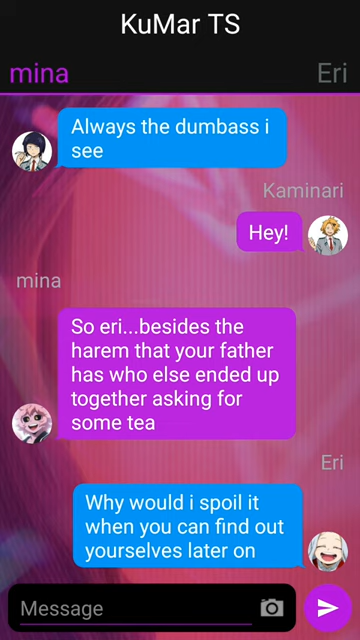 KuMar TS
mina
Eri
Always the dumbass i
see
Kaminari
Hey!
mina
So eri...besides the
harem that your father
has who else ended up
together asking for
some tea
Eri
Why would i spoil it
when you can find out
yourselves later on
Message